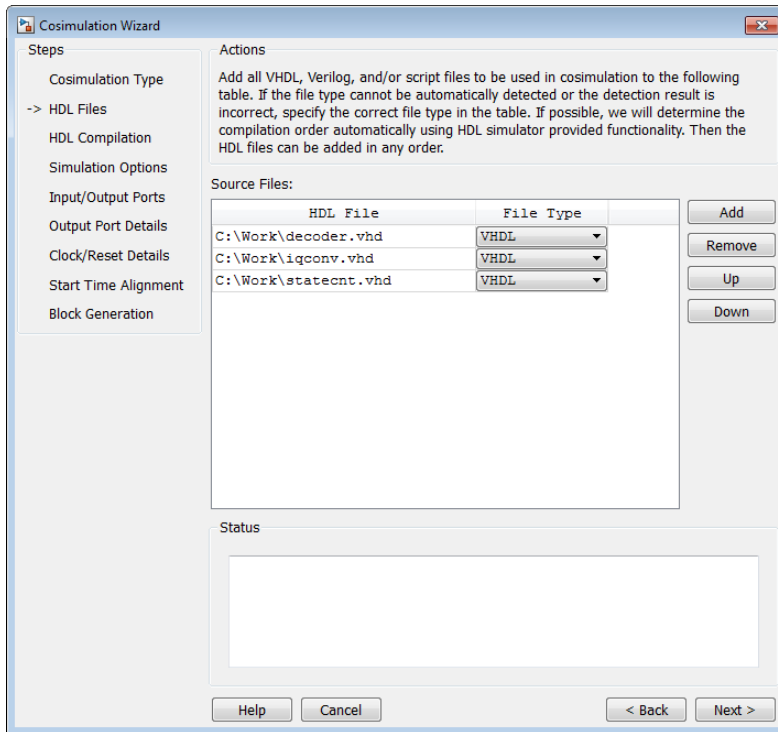 Cosimulation Wizard
Steps
Cosimulation Type
-> HDL Files
HDL Compilation
Simulation Options
Input/Output Ports
Output Port Details
Clock/Reset Details
Start Time Alignment
Block Generation
Actions
Add all VHDL, Verilog, and/or script files to be used in cosimulation to the following
table. If the file type cannot be automatically detected or the detection result is
incorrect, specify the correct file type in the table. If possible, we will determine the
compilation order automatically using HDL simulator provided functionality. Then the
HDL files can be added in any order.
Source Files:
HDL File File Type
C:\Work\decoder.vhd VHDL
C:\Work\iqconv.vhd VHDL
C:\Work\statecnt.vhd VHDL
Add
Remove
Up
Down
Status
Help Cancel < Back Next >